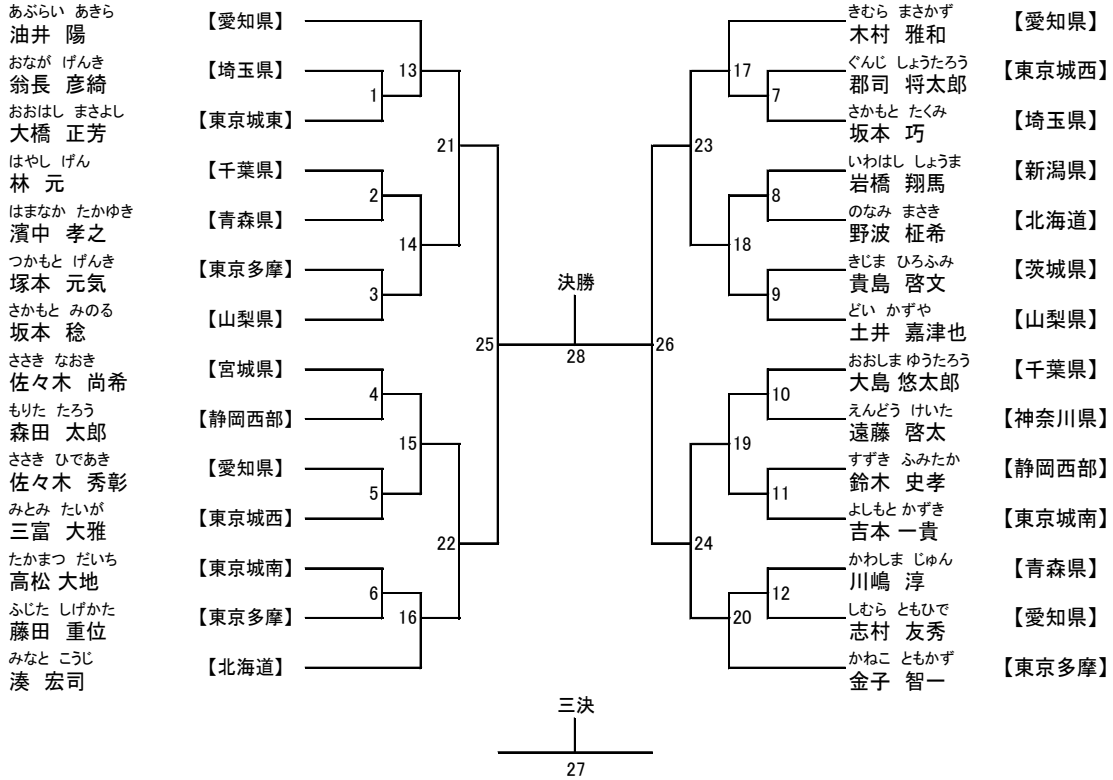 あぶらい あきら
油井 陽 【愛知県】
おなが げんき
翁長 彦綺 【埼玉県】
おおはし まさよし
大橋 正芳 【東京城東】
はやし げん
林 元 【千葉県】
はまなか たかゆき
濱中 孝之 【青森県】
つかもと げんき
塚本 元気 【東京多摩】
さかもと みのる
坂本 稔 【山梨県】
ささき なおき
佐々木 尚希 【宮城県】
もりた たろう
森田 太郎 【静岡西部】
ささき ひであき
佐々木 秀彰 【愛知県】
みとみ たいが
三富 大雅 【東京城西】
たかまつ だいち
高松 大地 【東京城南】
ふじた しげかた
藤田 重位 【東京多摩】
みなと こうじ
湊 宏司 【北海道】
1
2
3
4
5
6
13
14
15
16
21
22
25
決勝
28
26
23
24
17
18
19
20
7
8
9
10
11
12
きむら まさかず
木村 雅和 【愛知県】
ぐんじ しょうたろう
郡司 将太郎 【東京城西】
さかもと たくみ
坂本 巧 【埼玉県】
いわはし しょうま
岩橋 翔馬 【新潟県】
のなみ まさき
野波 柾希 【北海道】
きじま ひろふみ
貴島 啓文 【茨城県】
どい かずや
土井 嘉津也 【山梨県】
おおしま ゆうたろう
大島 悠太郎 【千葉県】
えんどう けいた
遠藤 啓太 【神奈川県】
すずき ふみたか
鈴木 史孝 【静岡西部】
よしもと かずき
吉本 一貴 【東京城南】
かわしま じゅん
川嶋 淳 【青森県】
しむら ともひで
志村 友秀 【愛知県】
かねこ ともかず
金子 智一 【東京多摩】
三決
27